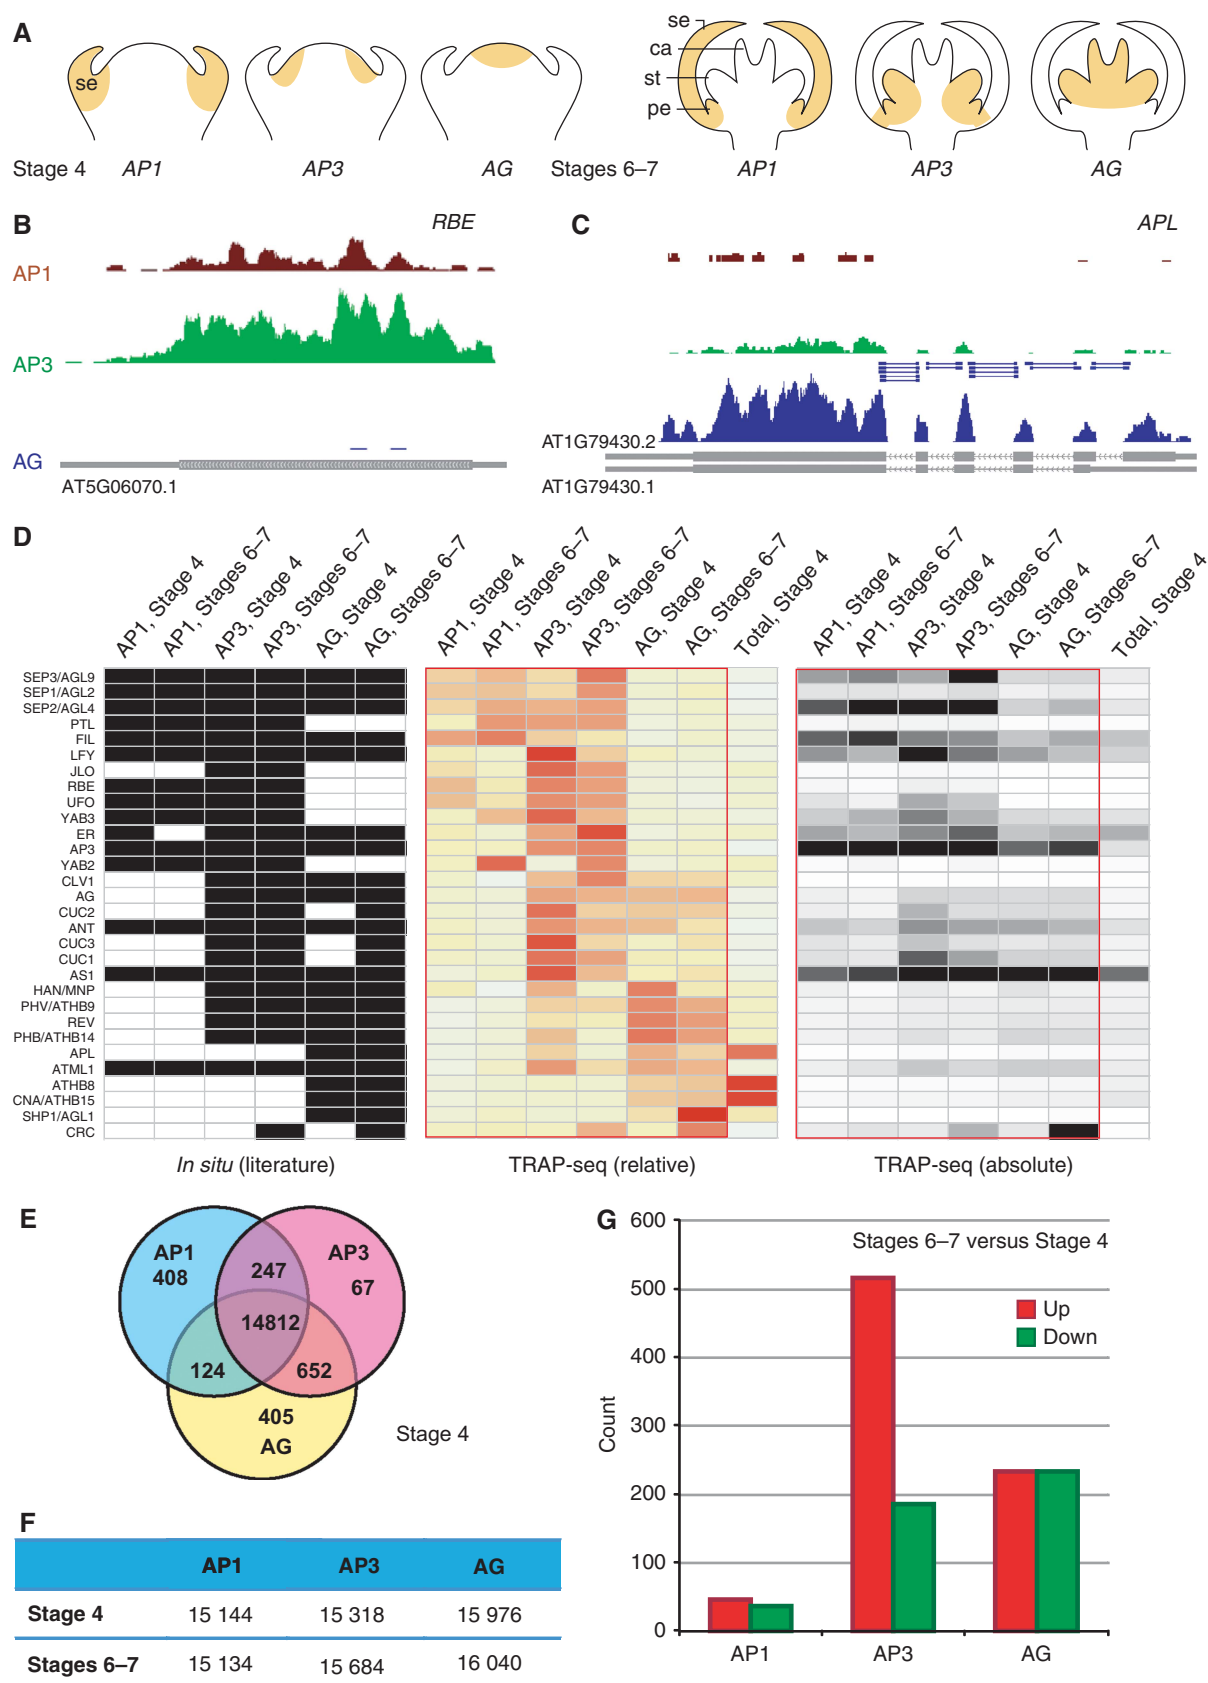 A
se
Stage 4
AP1
AP3
AG
Stages 6–7
se
ca
st
pe
AP1
AP3
AG
B
RBE
AP1
AP3
AG
AT5G06070.1
C
APL
AT1G79430.2
AT1G79430.1
D
AP1, Stage 4
AP1, Stages 6–7
AP3, Stage 4
AP3, Stages 6–7
AG, Stage 4
AG, Stages 6–7
AP1, Stage 4
AP1, Stages 6–7
AP3, Stage 4
AP3, Stages 6–7
AG, Stage 4
AG, Stages 6–7
Total, Stage 4
AP1, Stage 4
AP1, Stages 6–7
AP3, Stage 4
AP3, Stages 6–7
AG, Stage 4
AG, Stages 6–7
Total, Stage 4
SEP3/AGL9
SEP1/AGL2
SEP2/AGL4
PTL
FIL
LFY
JLO
RBE
UFO
YAB3
ER
AP3
YAB2
CLV1
AG
CUC2
ANT
CUC3
CUC1
AS1
HAN/MNP
PHV/ATHB9
REV
PHB/ATHB14
APL
ATML1
ATHB8
CNA/ATHB15
SHP1/AGL1
CRC
In situ (literature)
TRAP-seq (relative)
TRAP-seq (absolute)
E
AP1
408
247
AP3
67
14812
124
652
405
AG
Stage 4
F
AP1 AP3 AG
Stage 4 15 144 15 318 15 976
Stages 6–7 15 134 15 684 16 040
G
Stages 6–7 versus Stage 4
Up
Down
Count
600
500
400
300
200
100
0
AP1
AP3
AG